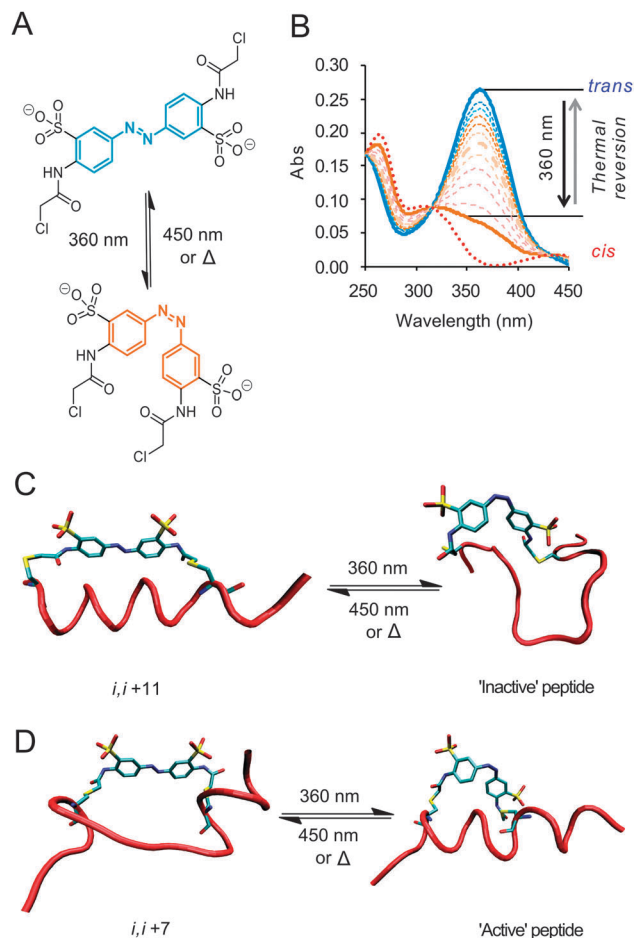 A
Cl
O
NH
O
O
S
O⊖
N
N
⊖O
S
O
O
HN
O
Cl
360 nm
450 nm
or Δ
⊖O
O
S
O
N
N
HN
O
Cl
S
O
O
O⊖
NH
O
Cl
B
0.30
0.25
0.20
0.15
0.10
0.05
0.00
Abs
250 300 350 400 450
Wavelength (nm)
trans
360 nm
Thermal
reversion
cis
C
360 nm
450 nm
or Δ
i,i +11
'Inactive' peptide
D
360 nm
450 nm
or Δ
i,i +7
'Active' peptide